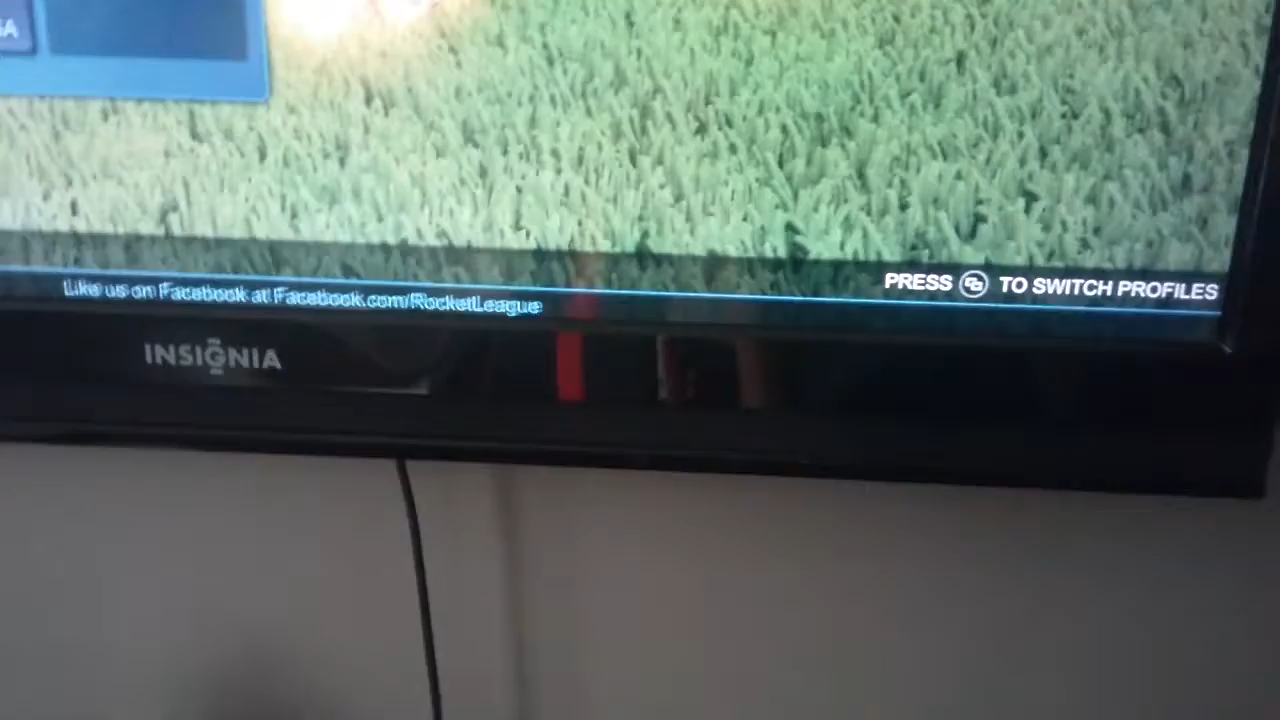 PRESS TO SWITCH PROFILES
Like us on Facebook at Facebook.com/RocketLeague
INSIGNIA